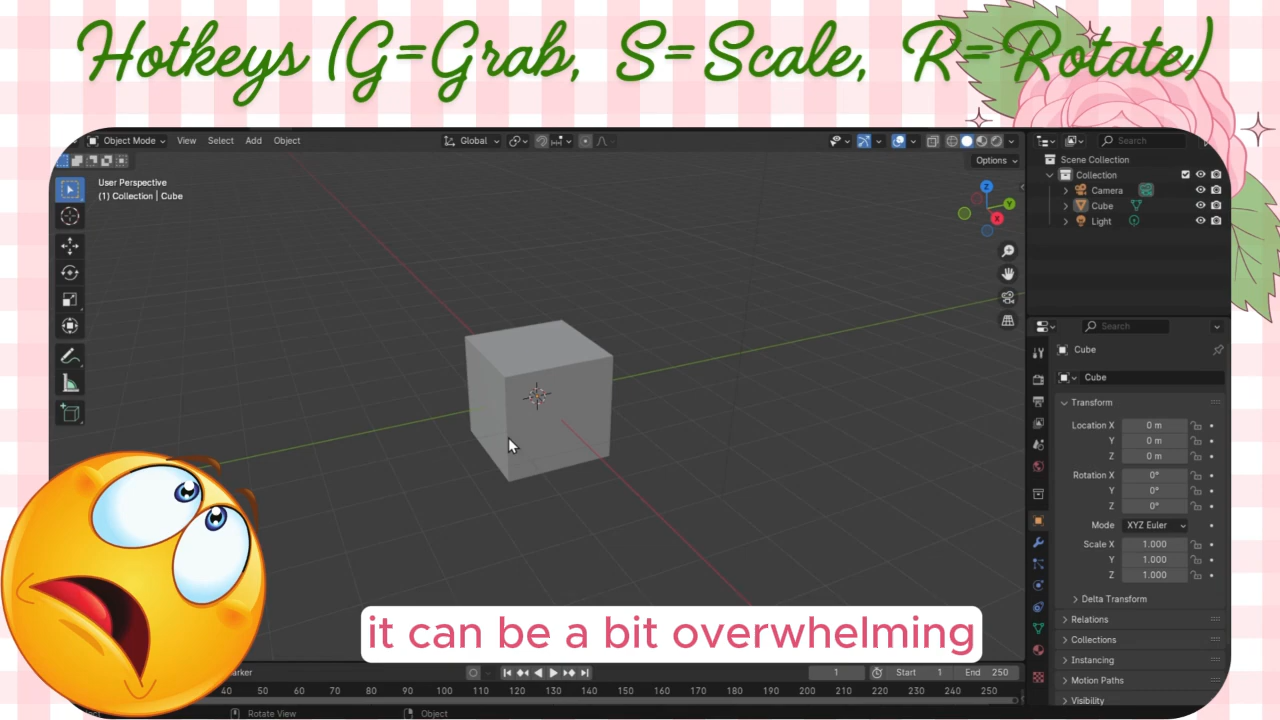 Hotkeys (G=Grab, S=Scale, R=Rotate)
Object Mode View Select Add Object
Global
Search
Options
User Perspective
(1) Collection | Cube
Z
Y
X
Scene Collection
Collection
Camera
Cube
Light
Search
Cube
Cube
Transform
Location X 0 m
Y 0 m
Z 0 m
Rotation X 0°
Y 0°
Z 0°
Mode XYZ Euler
Scale X 1.000
Y 1.000
Z 1.000
Delta Transform
Relations
Collections
Instancing
Motion Paths
Visibility
it can be a bit overwhelming
1 Start 1 End 250
40 50 60 70 80 90 100 110 120 130 140 150 160 170 180 190 200 210 220 230 240 250
Rotate View Object